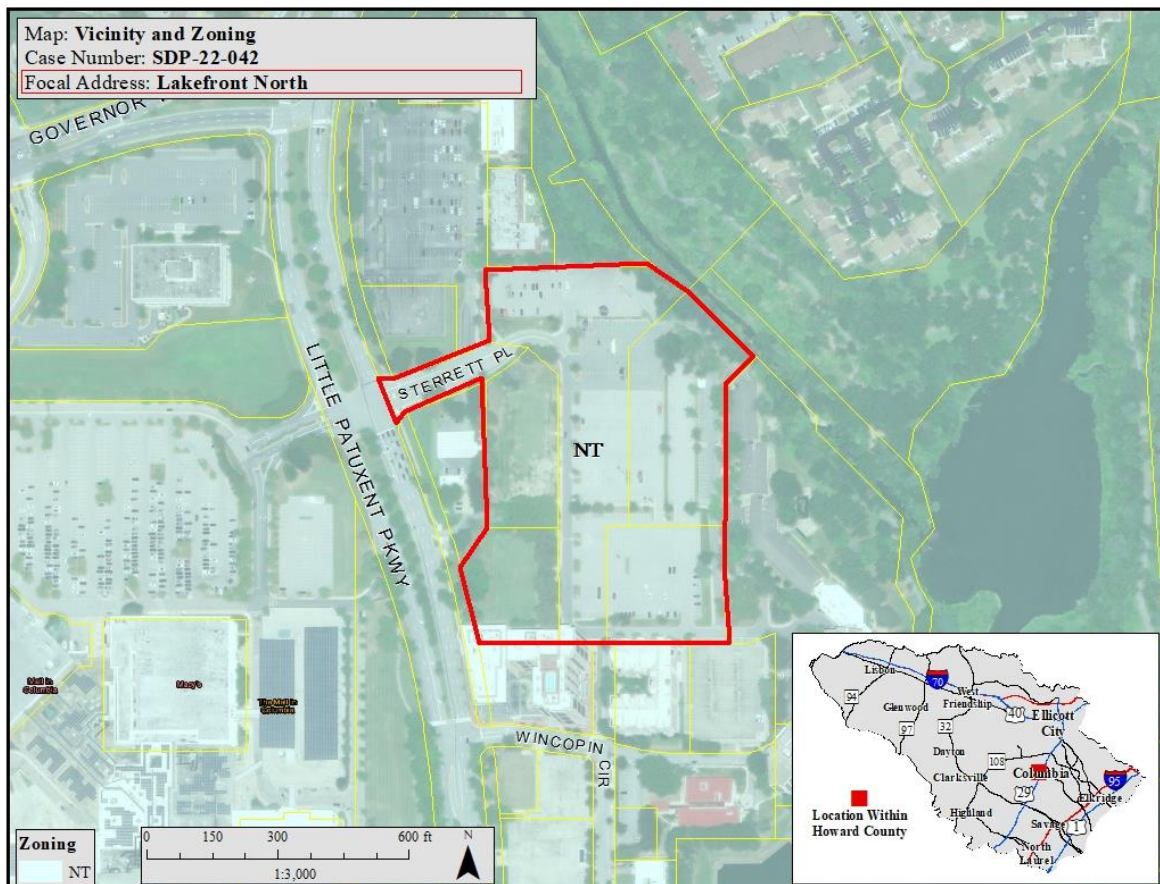 Map: Vicinity and Zoning
Case Number: SDP-22-042
Focal Address: Lakefront North
GOVERNOR
STERRETT PL
LITTLE PATUXENT PKWY
NT
Mall in
Columbia
Macy's
The Mall in
Columbia
WINCOPIN
CIR
Zoning
NT
0 150 300 600 ft
N
1:3,000
Lisbon
70
94
West
Friendship
Glenwood
40
Ellicott
City
97
32
Dayton
108
Columbia
Clarksville
29
95
Elkridge
Highland
Savage
1
North
Laurel
Location Within
Howard County